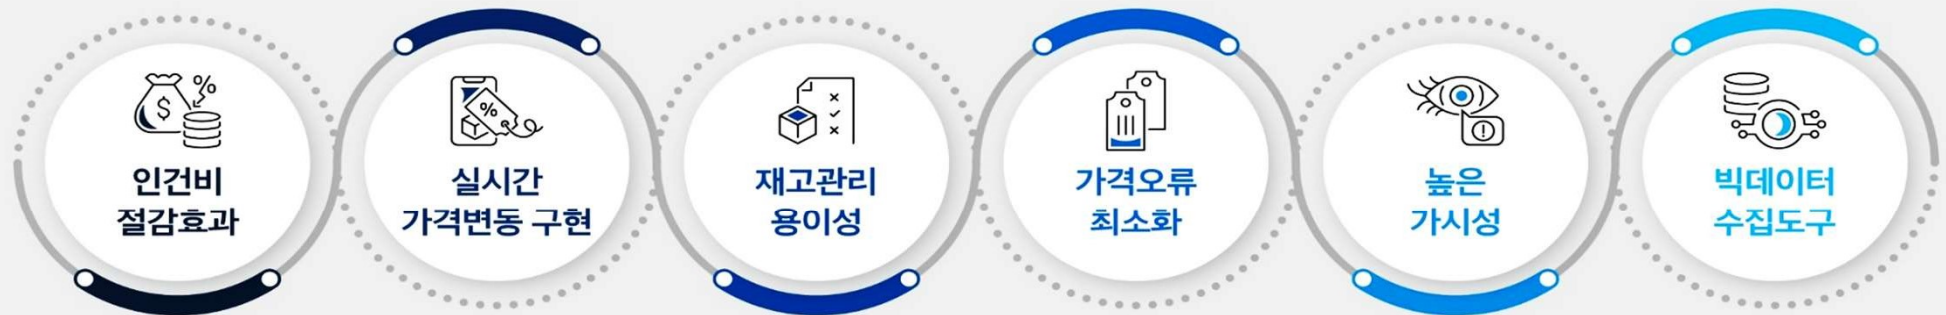 인건비
절감효과
실시간
가격변동 구현
재고관리
용이성
가격오류
최소화
높은
가시성
빅데이터
수집도구